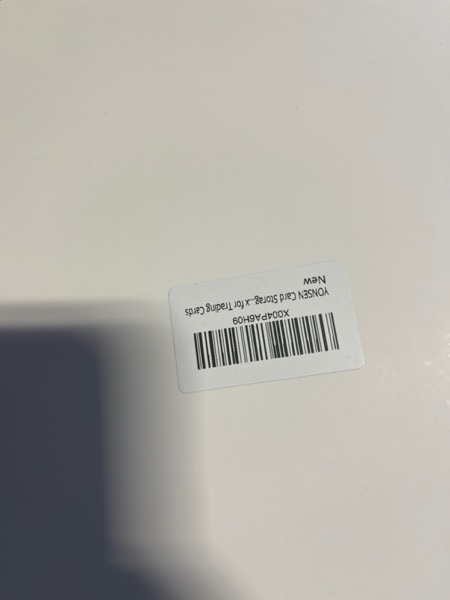 X004PA6H09
YONSEN Card Storag...x for Trading Cards
New